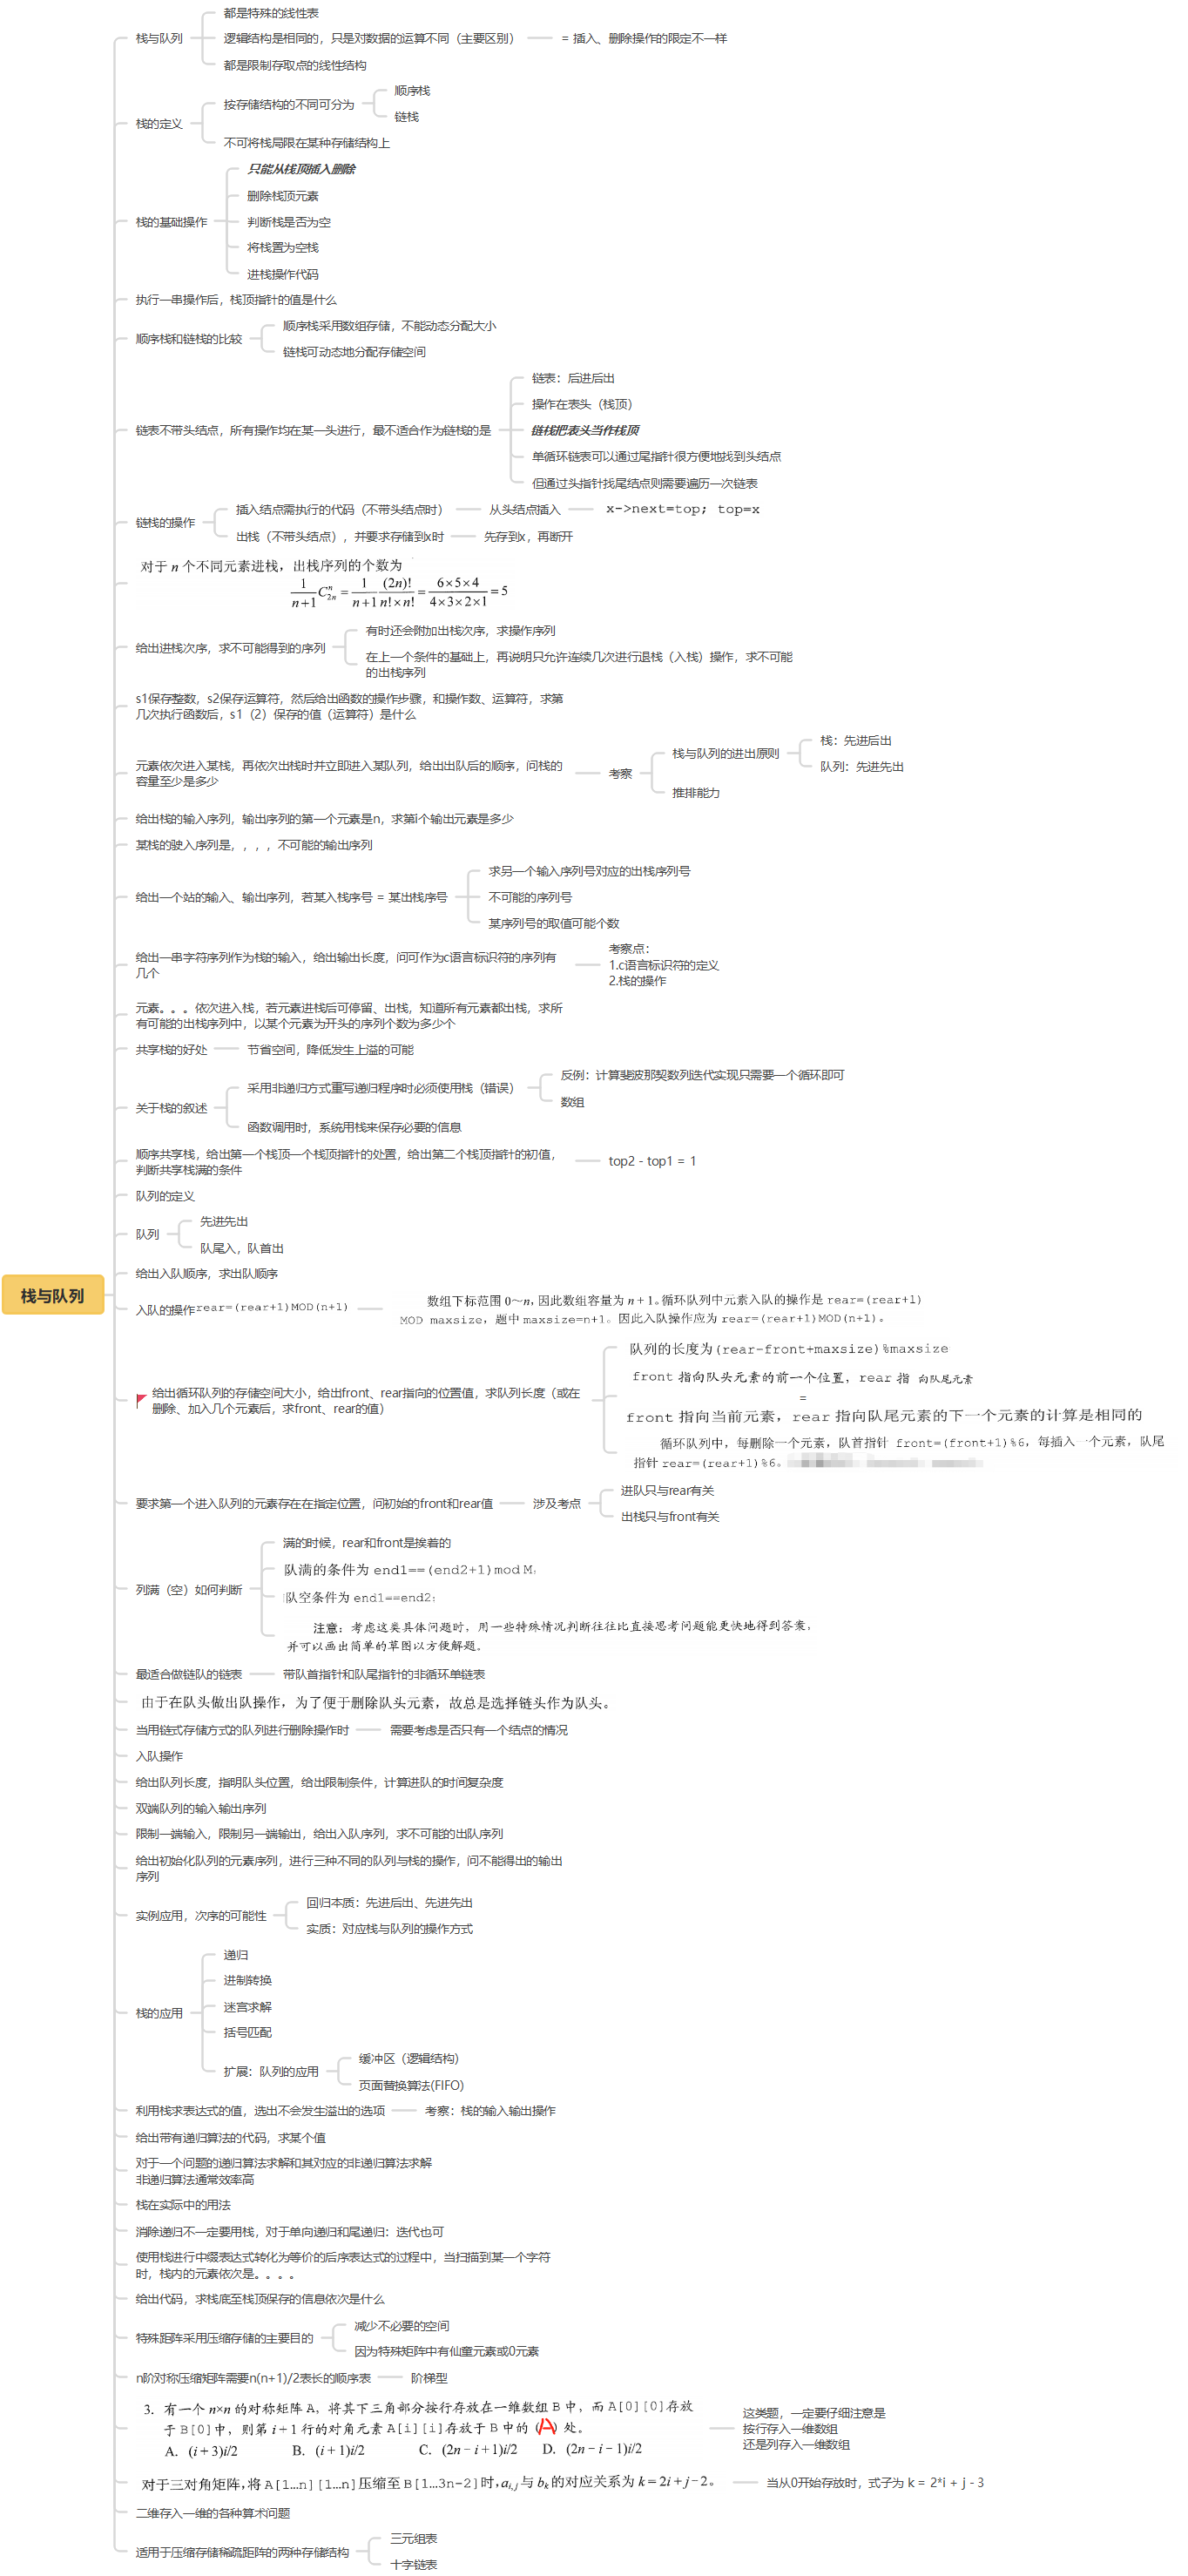 栈与队列
栈与队列
都是特殊的线性表
逻辑结构是相同的，只是对数据的运算不同（主要区别）
= 插入、删除操作的限定不一样
都是限制存取点的线性结构
栈的定义
按存储结构的不同可分为
顺序栈
链栈
不可将栈局限在某种存储结构上
栈的基础操作
只能从栈顶插入删除
删除栈顶元素
判断栈是否为空
将栈置为空栈
进栈操作代码
执行一串操作后，栈顶指针的值是什么
顺序栈和链栈的比较
顺序栈采用数组存储，不能动态分配大小
链栈可动态地分配存储空间
链表不带头结点，所有操作均在某一头进行，最不适合作为链栈的是
链表：后进后出
操作在表头（栈顶）
链栈把表头当作栈顶
单循环链表可以通过尾指针很方便地找到头结点
但通过头指针找尾结点则需要遍历一次链表
链栈的操作
插入结点需执行的代码（不带头结点时）
从头结点插入
x->next=top; top=x
出栈（不带头结点），并要求存储到x时
先存到x，再断开
对于 n 个不同元素进栈，出栈序列的个数为
1/(n+1) C_{2n}^n = 1/(n+1) (2n)!/(n!×n!) = (6×5×4)/(4×3×2×1) = 5
给出进栈次序，求不可能得到的序列
有时还会附加出栈次序，求操作序列
在上一个条件的基础上，再说明只允许连续几次进行退栈（入栈）操作，求不可能
的出栈序列
s1保存整数，s2保存运算符，然后给出函数的操作步骤，和操作数、运算符，求第
几次执行函数后，s1（2）保存的值（运算符）是什么
元素依次进入某栈，再依次出栈时并立即进入某队列，给出出队后的顺序，问栈的
容量至少是多少
考察
栈与队列的进出原则
栈：先进后出
队列：先进先出
推排能力
给出栈的输入序列，输出序列的第一个元素是n，求第i个输出元素是多少
某栈的驶入序列是，，，，不可能的输出序列
给出一个站的输入、输出序列，若某入栈序号 = 某出栈序号
求另一个输入序列号对应的出栈序列号
不可能的序列号
某序列号的取值可能个数
给出一串字符序列作为栈的输入，给出输出长度，问可作为c语言标识符的序列有
几个
考察点：
1.c语言标识符的定义
2.栈的操作
元素。。。依次进入栈，若元素进栈后可停留、出栈，知道所有元素都出栈，求所
有可能的出栈序列中，以某个元素为开头的序列个数为多少个
共享栈的好处
节省空间，降低发生上溢的可能
关于栈的叙述
采用非递归方式重写递归程序时必须使用栈（错误）
反例：计算斐波那契数列迭代实现只需要一个循环即可
数组
函数调用时，系统用栈来保存必要的信息
顺序共享栈，给出第一个栈顶一个栈顶指针的处置，给出第二个栈顶指针的初值，
判断共享栈满的条件
top2 - top1 = 1
队列的定义
队列
先进先出
队尾入，队首出
给出入队顺序，求出队顺序
入队的操作rear=(rear+1)MOD(n+1)
数组下标范围 0～n，因此数组容量为 n+1。循环队列中元素入队的操作是 rear=(rear+1)
MOD maxsize，题中 maxsize=n+1。因此入队操作应为 rear=(rear+1)MOD(n+1)。
给出循环队列的存储空间大小，给出front、rear指向的位置值，求队列长度（或在
删除、加入几个元素后，求front、rear的值）
队列的长度为(rear-front+maxsize)%maxsize
front 指向队头元素的前一个位置，rear 指 向队尾元素
=
front 指向当前元素，rear 指向队尾元素的下一个元素的计算是相同的
循环队列中，每删除一个元素，队首指针 front=(front+1)%6，每插入一个元素，队尾
指针 rear=(rear+1)%6。
要求第一个进入队列的元素存在在指定位置，问初始的front和rear值
涉及考点
进队只与rear有关
出栈只与front有关
列满（空）如何判断
满的时候，rear和front是挨着的
队满的条件为 end1==(end2+1)mod M；
队空条件为 end1==end2；
注意：考虑这类具体问题时，用一些特殊情况判断往往比直接思考问题能更快地得到答案，
并可以画出简单的草图以方便解题。
最适合做链队的链表
带队首指针和队尾指针的非循环单链表
由于在队头做出队操作，为了便于删除队头元素，故总是选择链头作为队头。
当用链式存储方式的队列进行删除操作时
需要考虑是否只有一个结点的情况
入队操作
给出队列长度，指明队头位置，给出限制条件，计算进队的时间复杂度
双端队列的输入输出序列
限制一端输入，限制另一端输出，给出入队序列，求不可能的出队序列
给出初始化队列的元素序列，进行三种不同的队列与栈的操作，问不能得出的输出
序列
实例应用，次序的可能性
回归本质：先进后出、先进先出
实质：对应栈与队列的操作方式
栈的应用
递归
进制转换
迷宫求解
括号匹配
扩展：队列的应用
缓冲区（逻辑结构）
页面替换算法(FIFO)
利用栈求表达式的值，选出不会发生溢出的选项
考察：栈的输入输出操作
给出带有递归算法的代码，求某个值
对于一个问题的递归算法求解和其对应的非递归算法求解
非递归算法通常效率高
栈在实际中的用法
消除递归不一定要用栈，对于单向递归和尾递归：迭代也可
使用栈进行中缀表达式转化为等价的后序表达式的过程中，当扫描到某一个字符
时，栈内的元素依次是。。。。
给出代码，求栈底至栈顶保存的信息依次是什么
特殊距阵采用压缩存储的主要目的
减少不必要的空间
因为特殊矩阵中有仙童元素或0元素
n阶对称压缩矩阵需要n(n+1)/2表长的顺序表
阶梯型
3. 有一个 n×n 的对称矩阵 A，将其下三角部分按行存放在一维数组 B 中，而 A[0][0]存放
于 B[0]中，则第 i+1 行的对角元素 A[i][i]存放于 B 中的（A）处。
A. (i+3)i/2 B. (i+1)i/2 C. (2n-i+1)i/2 D. (2n-i-1)i/2
这类题，一定要仔细注意是
按行存入一维数组
还是列存入一维数组
对于三对角矩阵，将 A[1…n][1…n]压缩至 B[1…3n-2]时，a_{i,j} 与 b_k 的对应关系为 k=2i+j-2。
当从0开始存放时，式子为 k = 2*i + j - 3
二维存入一维的各种算术问题
适用于压缩存储稀疏距阵的两种存储结构
三元组表
十字链表